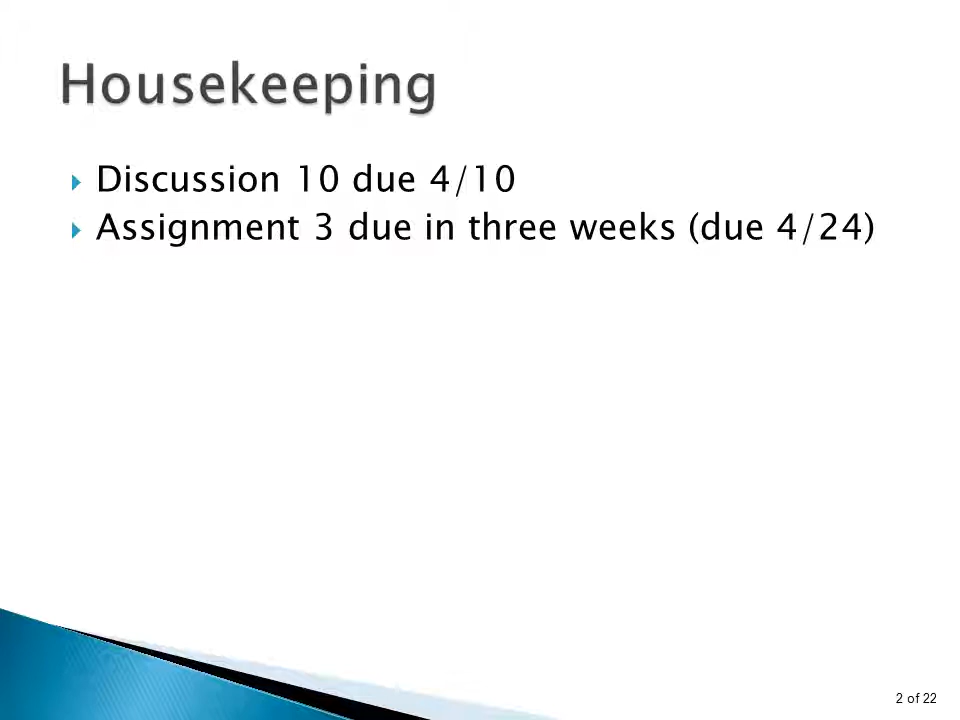 Housekeeping
Discussion 10 due 4/10
Assignment 3 due in three weeks (due 4/24)
2 of 22